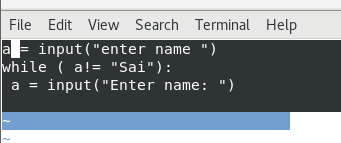 File Edit View Search Terminal Help
a = input("enter name ")
while ( a!= "Sai"):
 a = input("Enter name: ")
~
~